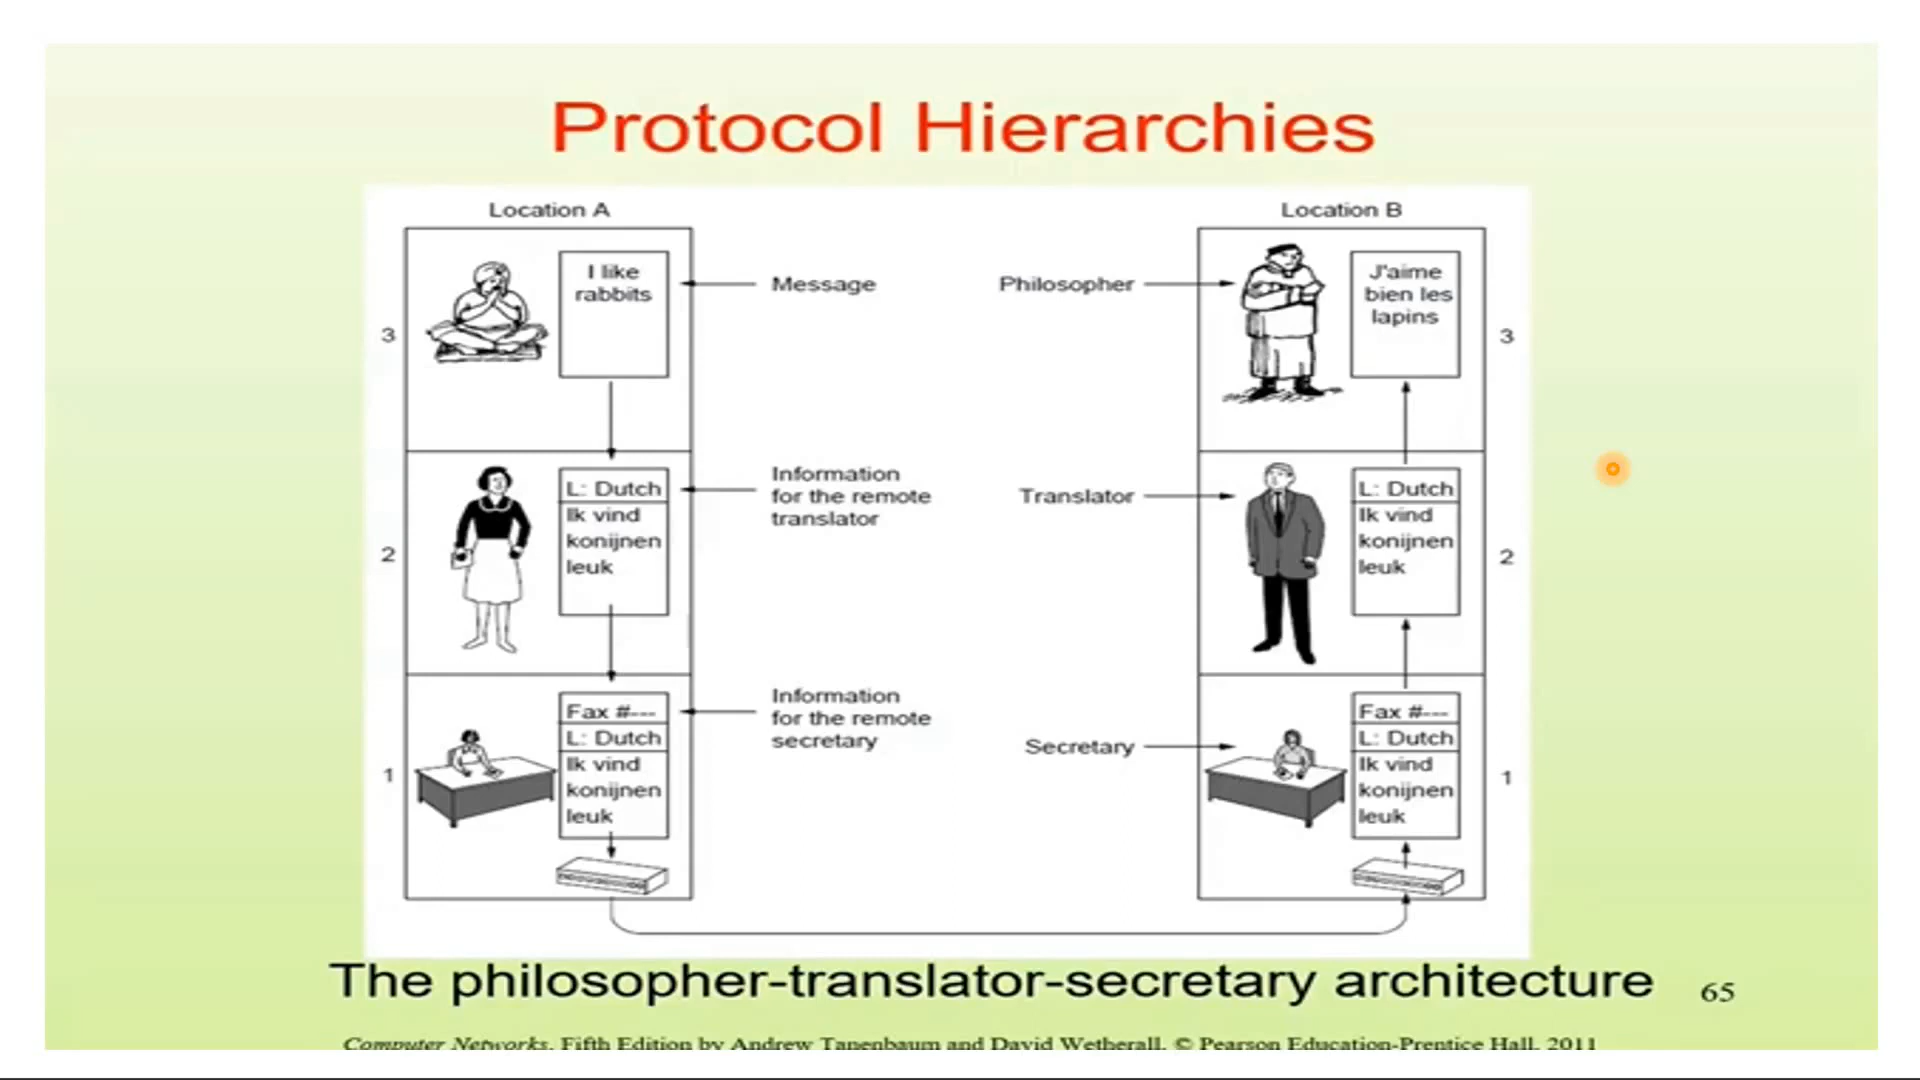 Protocol Hierarchies
Location A
Location B
I like
rabbits
Message
Philosopher
J'aime
bien les
lapins
3
3
L: Dutch
Ik vind
konijnen
leuk
Information
for the remote
translator
Translator
L: Dutch
Ik vind
konijnen
leuk
2
2
Fax #---
L: Dutch
Ik vind
konijnen
leuk
Information
for the remote
secretary
Secretary
Fax #---
L: Dutch
Ik vind
konijnen
leuk
1
1
The philosopher-translator-secretary architecture
65
Computer Networks, Fifth Edition by Andrew Tanenbaum and David Wetherall, © Pearson Education-Prentice Hall, 2011